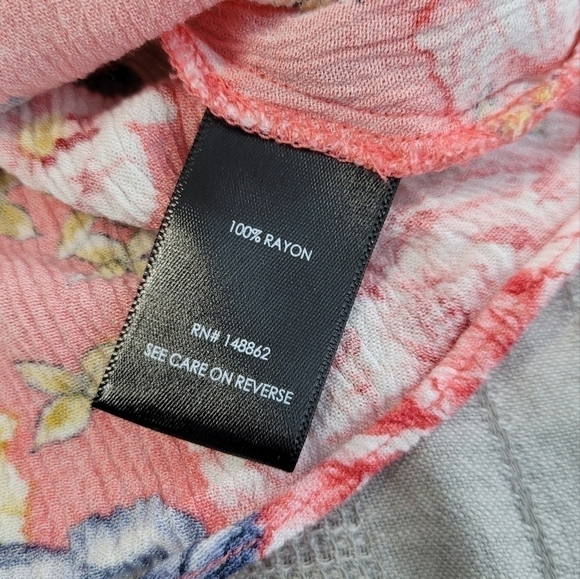 100% RAYON
RN# 148862
SEE CARE ON REVERSE